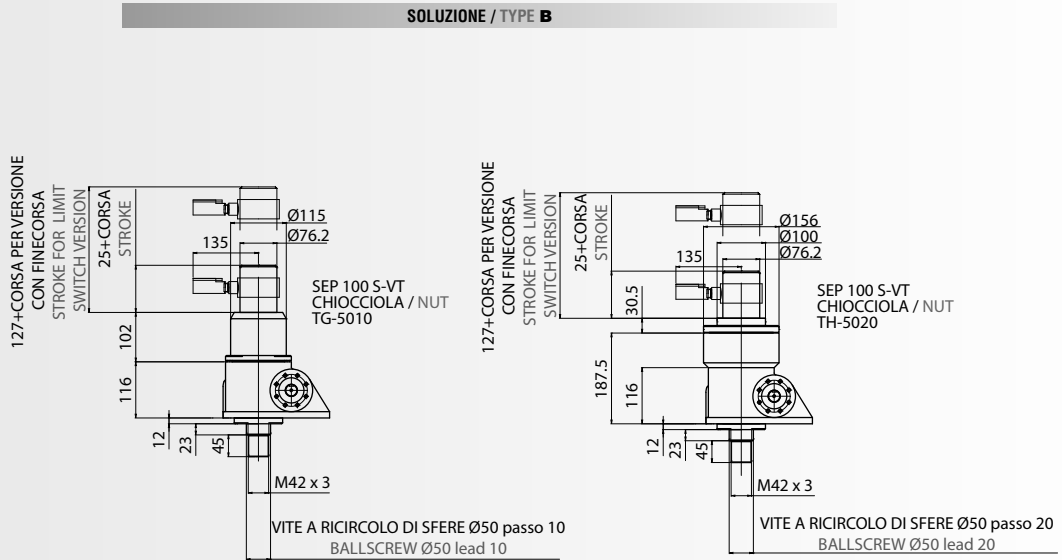 SOLUZIONE / TYPE B
127+CORSA PER VERSIONE
CON FINECORSA
STROKE FOR LIMIT
SWITCH VERSION
25+CORSA
STROKE
Ø115
Ø76.2
135
102
116
12
23
45
M42 x 3
SEP 100 S-VT
CHIOCCIOLA / NUT
TG-5010
VITE A RICIRCOLO DI SFERE Ø50 passo 10
BALLSCREW Ø50 lead 10
127+CORSA PER VERSIONE
CON FINECORSA
STROKE FOR LIMIT
SWITCH VERSION
25+CORSA
STROKE
Ø156
Ø100
Ø76.2
135
30.5
187.5
116
12
23
45
M42 x 3
SEP 100 S-VT
CHIOCCIOLA / NUT
TH-5020
VITE A RICIRCOLO DI SFERE Ø50 passo 20
BALLSCREW Ø50 lead 20